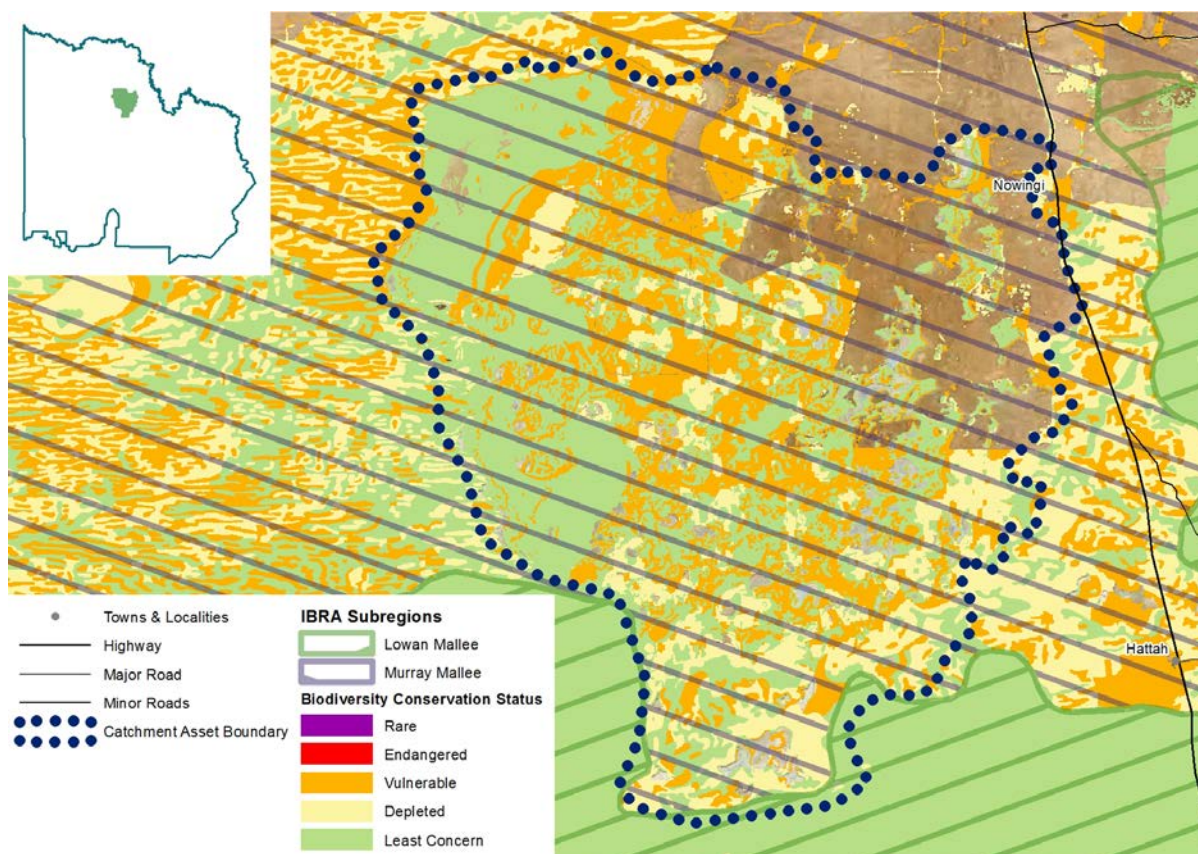 Nowingi
Hattah
Towns & Localities
Highway
Major Road
Minor Roads
Catchment Asset Boundary
IBRA Subregions
Lowan Mallee
Murray Mallee
Biodiversity Conservation Status
Rare
Endangered
Vulnerable
Depleted
Least Concern